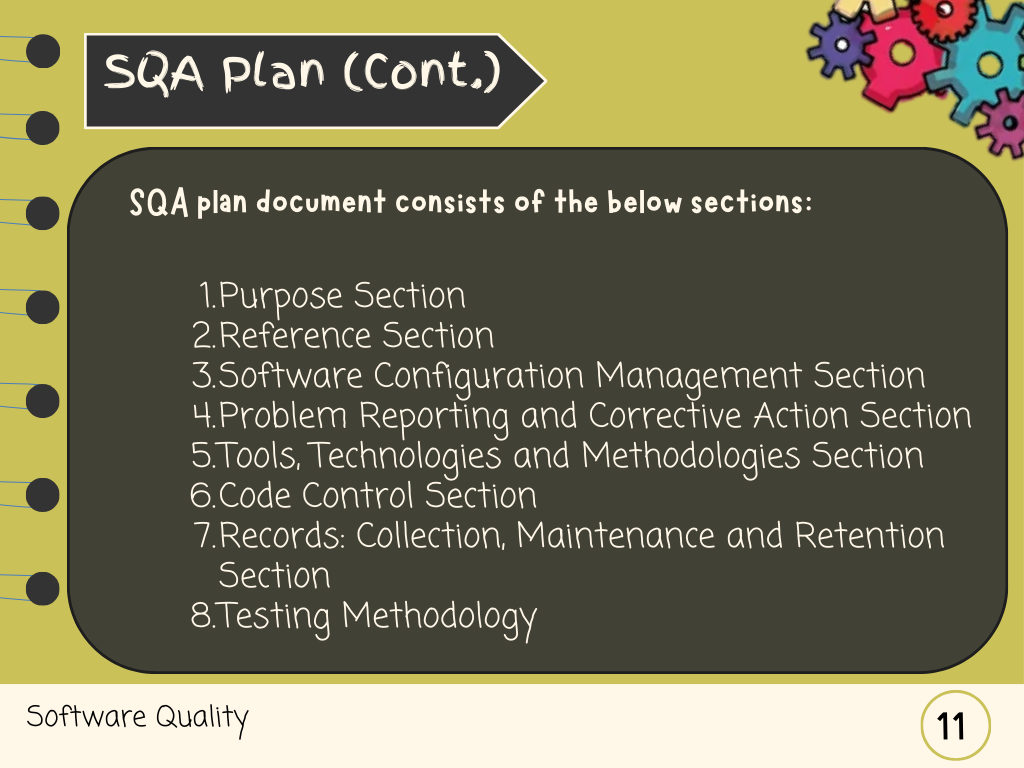 SQA Plan (Cont.)
SQA plan document consists of the below sections:
1.Purpose Section
2.Reference Section
3.Software Configuration Management Section
4.Problem Reporting and Corrective Action Section
5.Tools, Technologies and Methodologies Section
6.Code Control Section
7.Records: Collection, Maintenance and Retention
Section
8.Testing Methodology
Software Quality
11